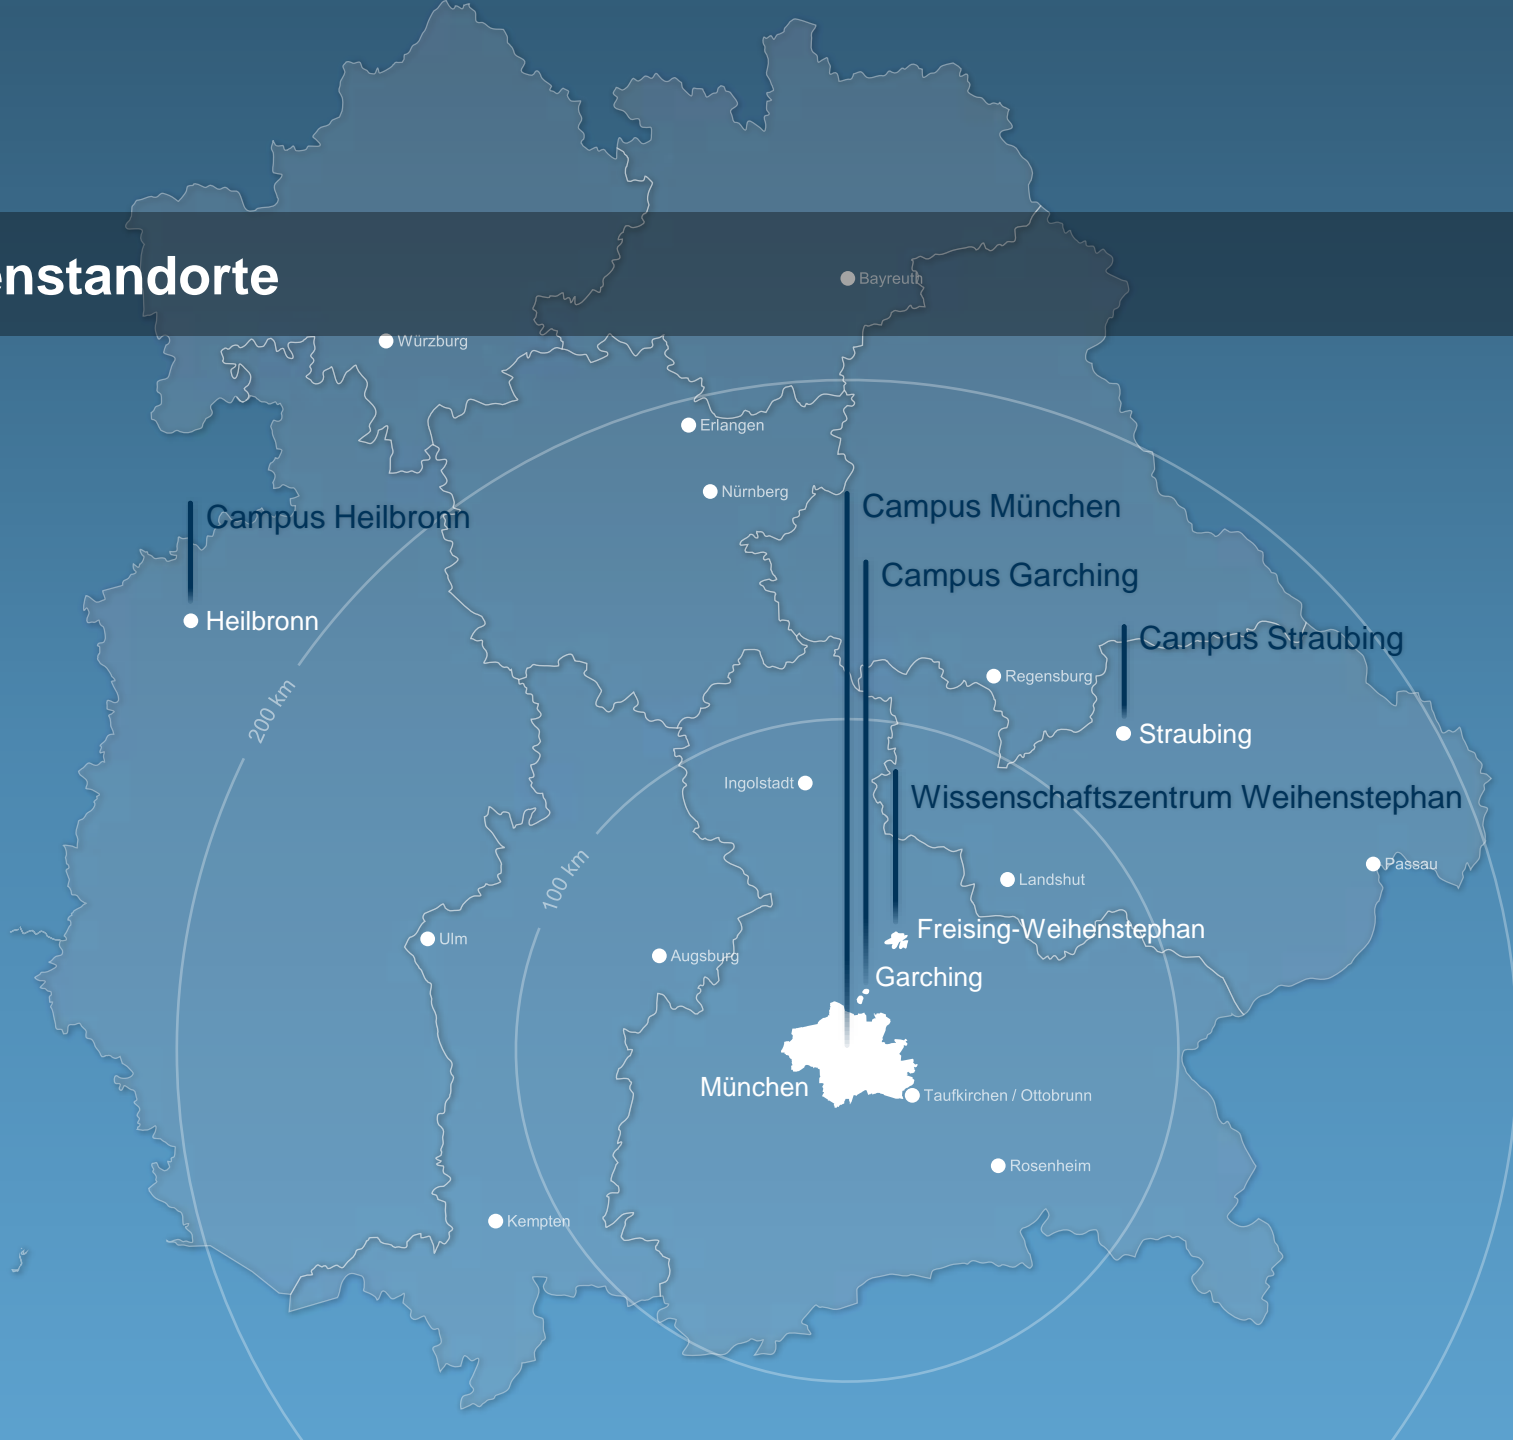 enstandorte
Bayreuth
Würzburg
Erlangen
Nürnberg
Campus Heilbronn
Campus München
Campus Garching
Heilbronn
Campus Straubing
Regensburg
200 km
Straubing
Ingolstadt
Wissenschaftszentrum Weihenstephan
Passau
100 km
Landshut
Freising-Weihenstephan
Ulm
Augsburg
Garching
München
Taufkirchen / Ottobrunn
Rosenheim
Kempten